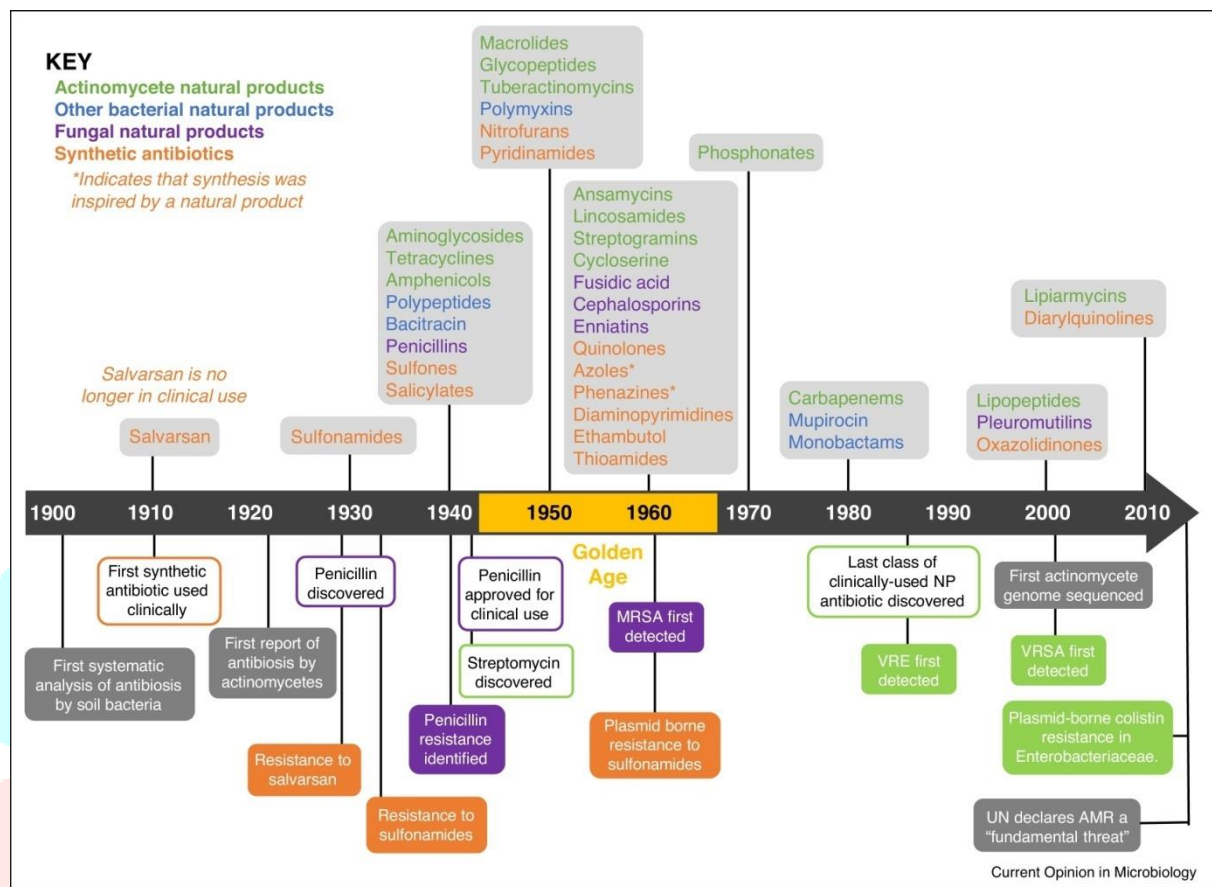 KEY
Actinomycete natural products
Other bacterial natural products
Fungal natural products
Synthetic antibiotics
*Indicates that synthesis was
inspired by a natural product
Salvarsan is no
longer in clinical use
Salvarsan
Sulfonamides
Aminoglycosides
Tetracyclines
Amphenicols
Polypeptides
Bacitracin
Penicillins
Sulfones
Salicylates
Macrolides
Glycopeptides
Tuberactinomycins
Polymyxins
Nitrofurans
Pyridinamides
Ansamycins
Lincosamides
Streptogramins
Cycloserine
Fusidic acid
Cephalosporins
Enniatins
Quinolones
Azoles*
Phenazines*
Diaminopyrimidines
Ethambutol
Thioamides
Phosphonates
Carbapenems
Mupirocin
Monobactams
Lipopeptides
Pleuromutilins
Oxazolidinones
Lipiarmycins
Diarylquinolines
1900 1910 1920 1930 1940 1950 1960 1970 1980 1990 2000 2010
Golden
Age
First systematic
analysis of antibiosis
by soil bacteria
First synthetic
antibiotic used
clinically
First report of
antibiosis by
actinomycetes
Penicillin
discovered
Resistance to
salvarsan
Resistance to
sulfonamides
Penicillin
approved for
clinical use
Streptomycin
discovered
Penicillin
resistance
identified
MRSA first
detected
Plasmid borne
resistance to
sulfonamides
Last class of
clinically-used NP
antibiotic discovered
VRE first
detected
First actinomycete
genome sequenced
VRSA first
detected
Plasmid-borne colistin
resistance in
Enterobacteriaceae.
UN declares AMR a
“fundamental threat”
Current Opinion in Microbiology